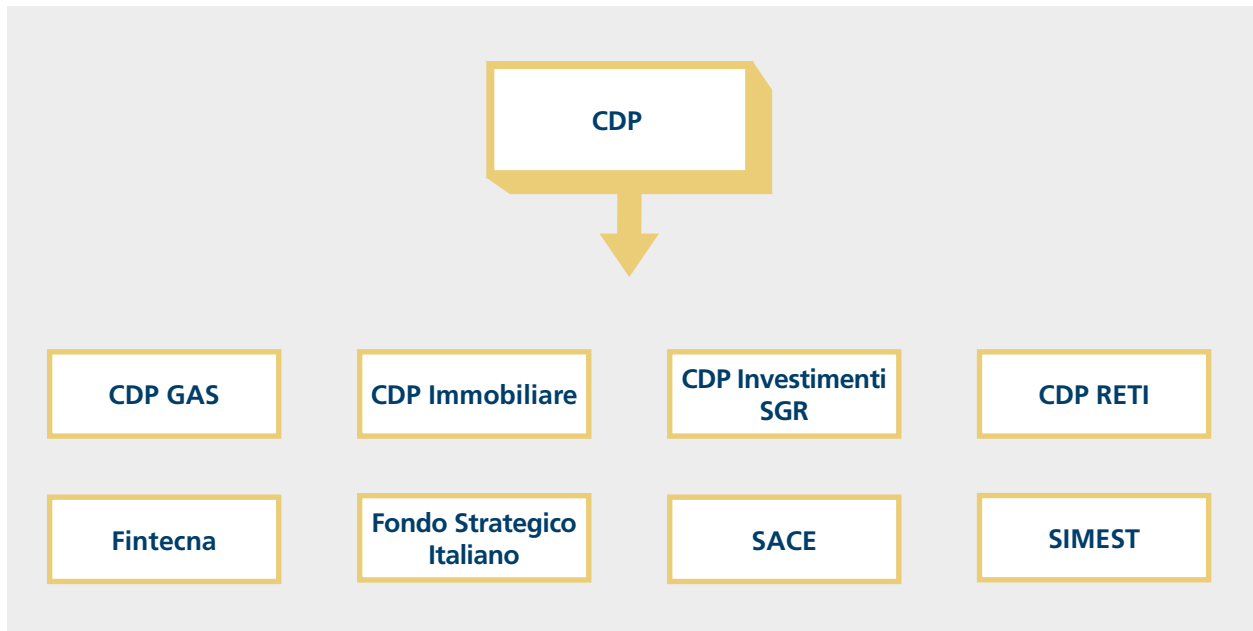 CDP
CDP GAS
CDP Immobiliare
CDP Investimenti
SGR
CDP RETI
Fintecna
Fondo Strategico
Italiano
SACE
SIMEST